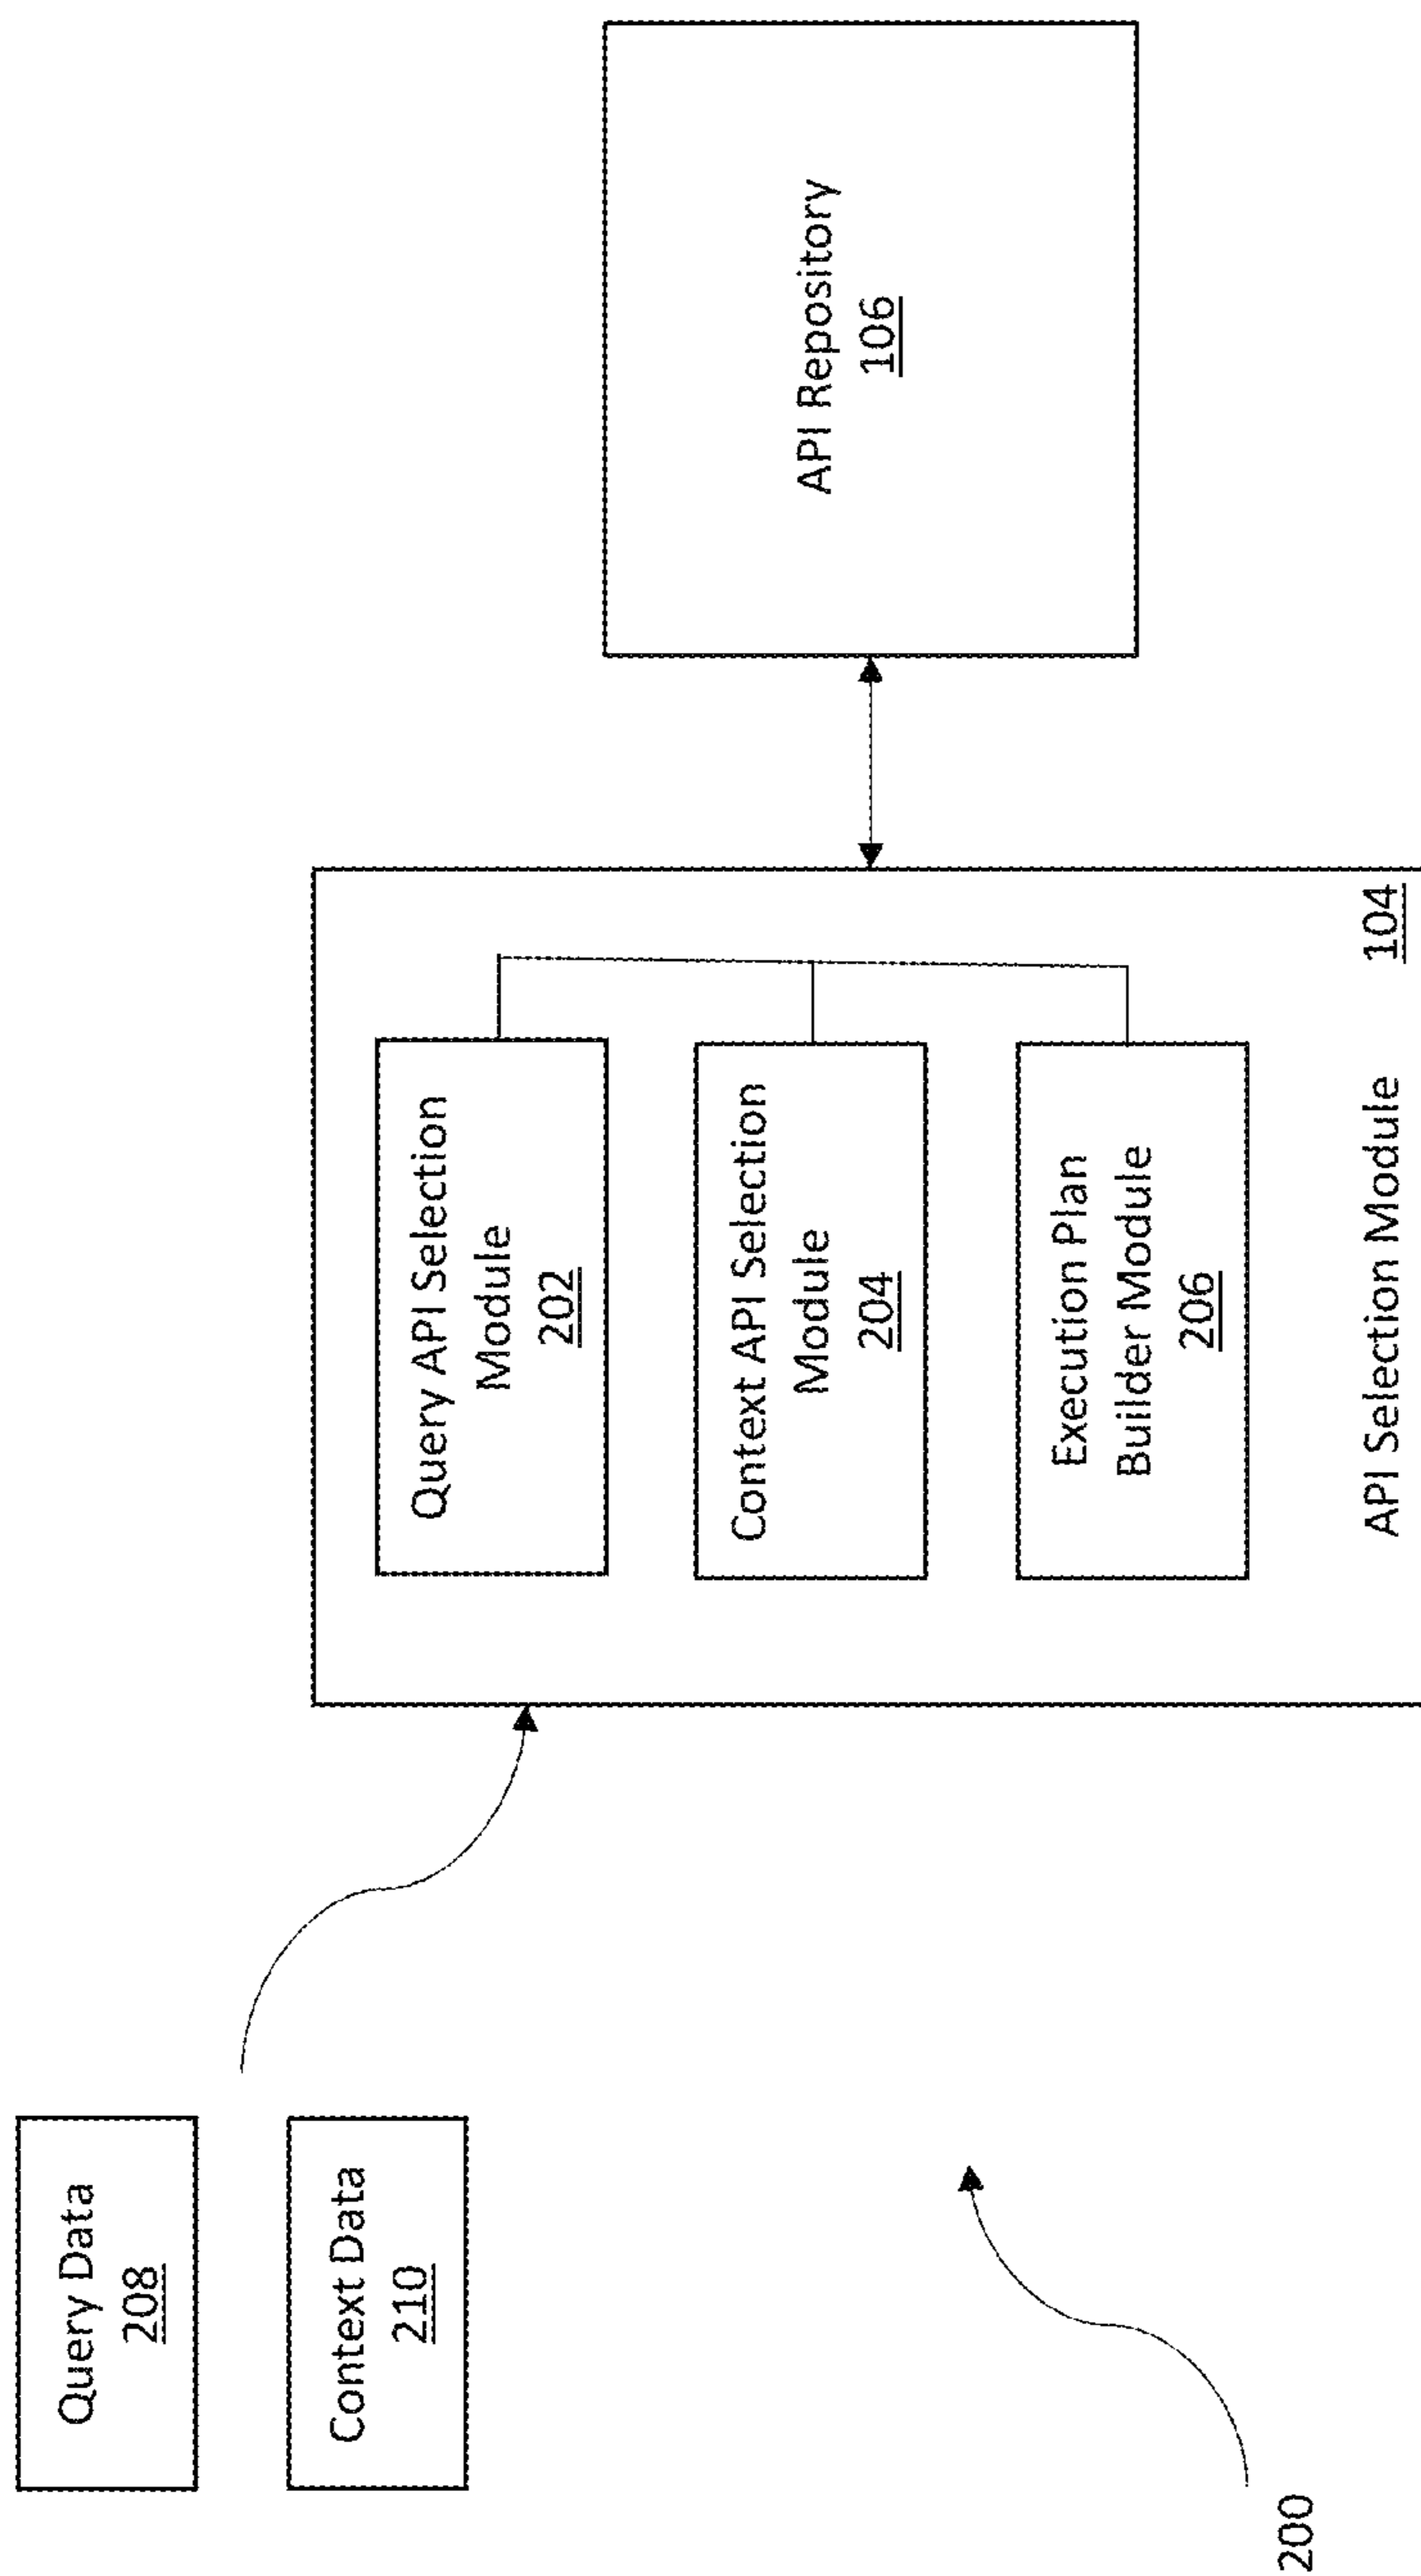 Query Data
208
Context Data
210
Query API Selection
Module
202
Context API Selection
Module
204
Execution Plan
Builder Module
206
API Selection Module
104
API Repository
106
200